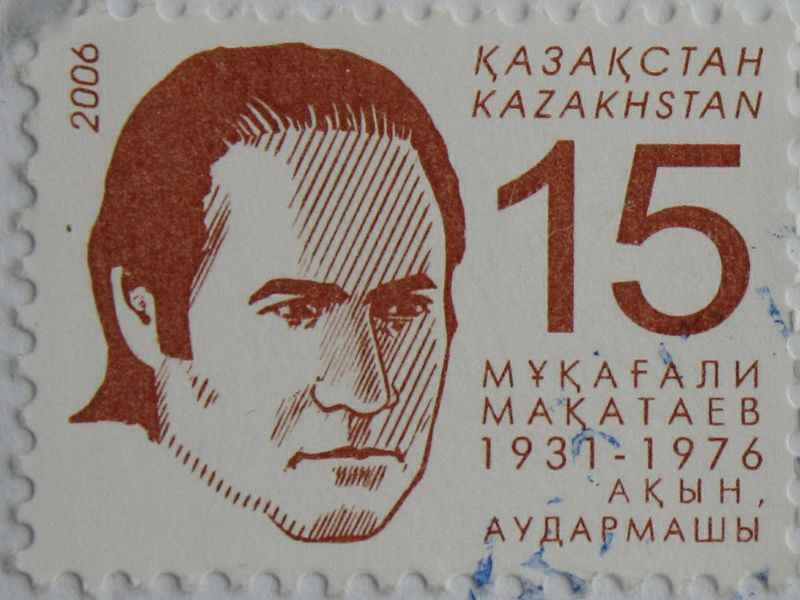 2006
ҚАЗАҚСТАН
KAZAKHSTAN
15
МҰҚАҒАЛИ
МАҚАТАЕВ
1931-1976
АҚЫН,
АУДАРМАШЫ